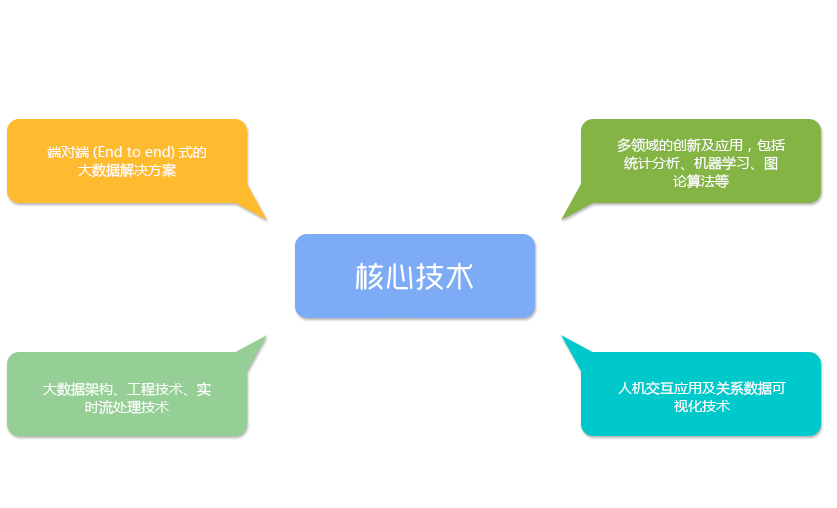 端对端 (End to end) 式的
大数据解决方案
多领域的创新及应用，包括
统计分析、机器学习、图
论算法等
核心技术
大数据架构、工程技术、实
时流处理技术
人机交互应用及关系数据可
视化技术